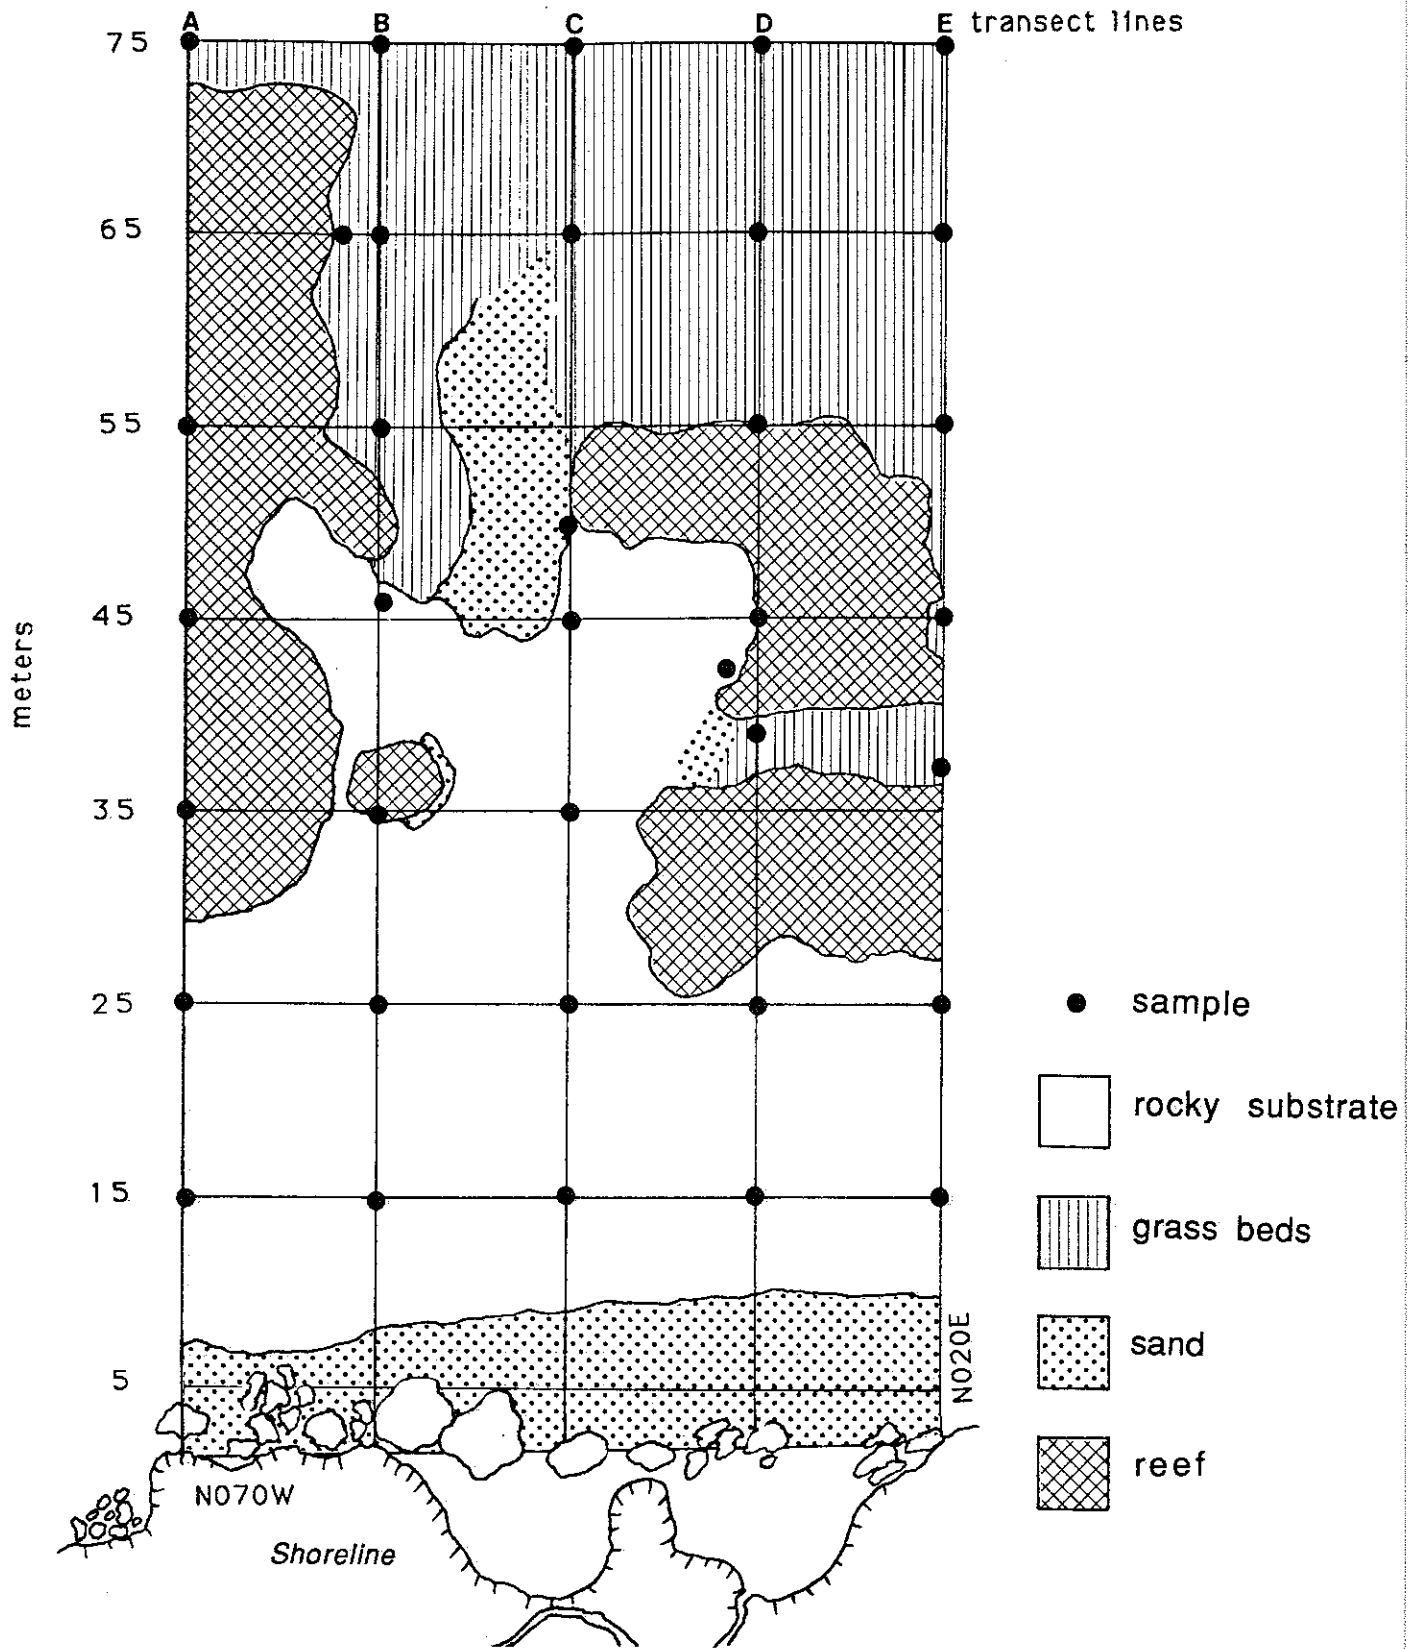 A B C D E transect lines
75
65
55
meters
45
35
25
15
5
sample
rocky substrate
grass beds
sand
reef
N020E
N070W
Shoreline